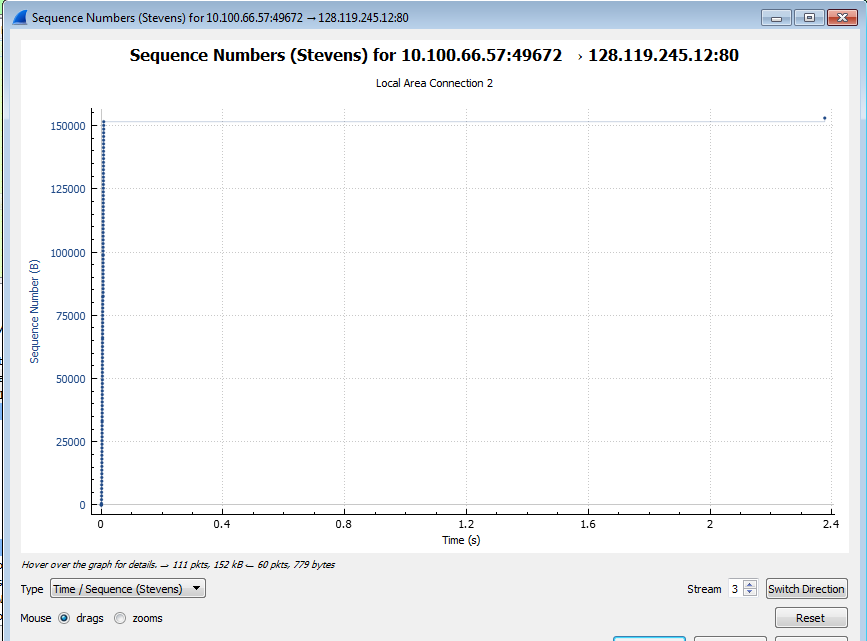 Sequence Numbers (Stevens) for 10.100.66.57:49672 → 128.119.245.12:80
Sequence Numbers (Stevens) for 10.100.66.57:49672 → 128.119.245.12:80
Local Area Connection 2
150000
125000
100000
75000
50000
25000
0
Sequence Number (B)
0 0.4 0.8 1.2 1.6 2 2.4
Time (s)
Hover over the graph for details. → 111 pkts, 152 kB ← 60 pkts, 779 bytes
Type Time / Sequence (Stevens) Stream 3 Switch Direction
Mouse drags zooms Reset